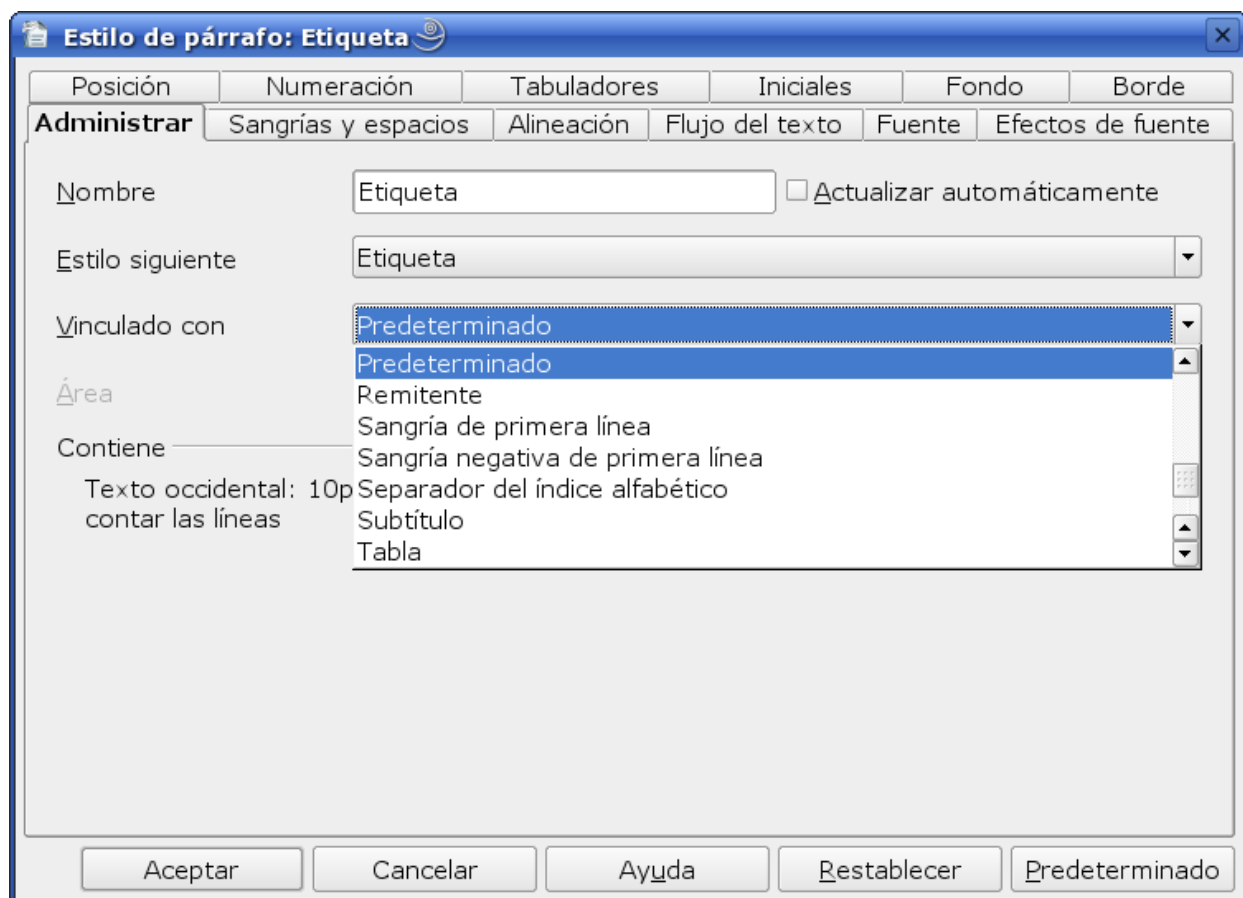 Estilo de párrafo: Etiqueta
Posición Numeración Tabuladores Iniciales Fondo Borde
Administrar Sangrías y espacios Alineación Flujo del texto Fuente Efectos de fuente
Nombre Etiqueta Actualizar automáticamente
Estilo siguiente Etiqueta
Vinculado con Predeterminado
Predeterminado
Área Remitente
Sangría de primera línea
Contiene Sangría negativa de primera línea
Texto occidental: 10p Separador del índice alfabético
contar las líneas Subtítulo
Tabla
Aceptar Cancelar Ayuda Restablecer Predeterminado